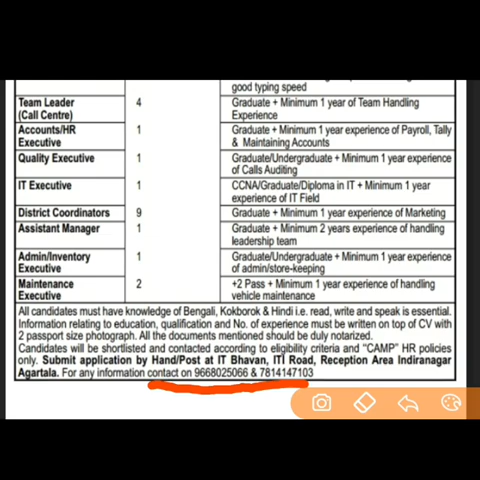 good typing speed
Team Leader 4 Graduate + Minimum 1 year of Team Handling
(Call Centre) Experience
Accounts/HR 1 Graduate + Minimum 1 year experience of Payroll, Tally
Executive & Maintaining Accounts
Quality Executive 1 Graduate/Undergraduate + Minimum 1 year experience
of Calls Auditing
IT Executive 1 CCNA/Graduate/Diploma in IT + Minimum 1 year
experience of IT Field
District Coordinators 9 Graduate + Minimum 1 year experience of Marketing
Assistant Manager 1 Graduate + Minimum 2 years experience of handling
leadership team
Admin/Inventory 1 Graduate/Undergraduate + Minimum 1 year experience
Executive of admin/store-keeping
Maintenance 2 +2 Pass + Minimum 1 year experience of handling
Executive vehicle maintenance
All candidates must have knowledge of Bengali, Kokborok & Hindi i.e. read, write and speak is essential.
Information relating to education, qualification and No. of experience must be written on top of CV with
2 passport size photograph. All the documents mentioned should be duly notarized.
Candidates will be shortlisted and contacted according to eligibility criteria and "CAMP" HR policies
only. Submit application by Hand/Post at IT Bhavan, ITI Road, Reception Area Indiranagar
Agartala. For any information contact on 9668025066 & 7814147103